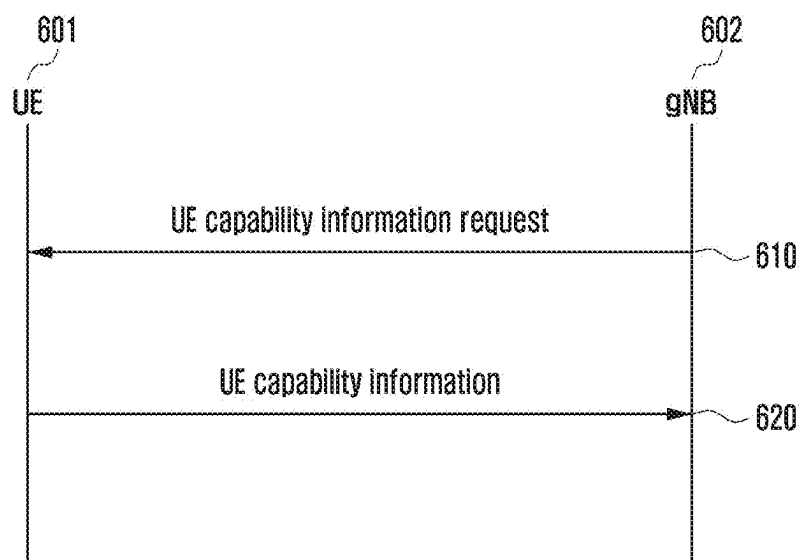 601
602
UE
gNB
UE capability information request
610
UE capability information
620